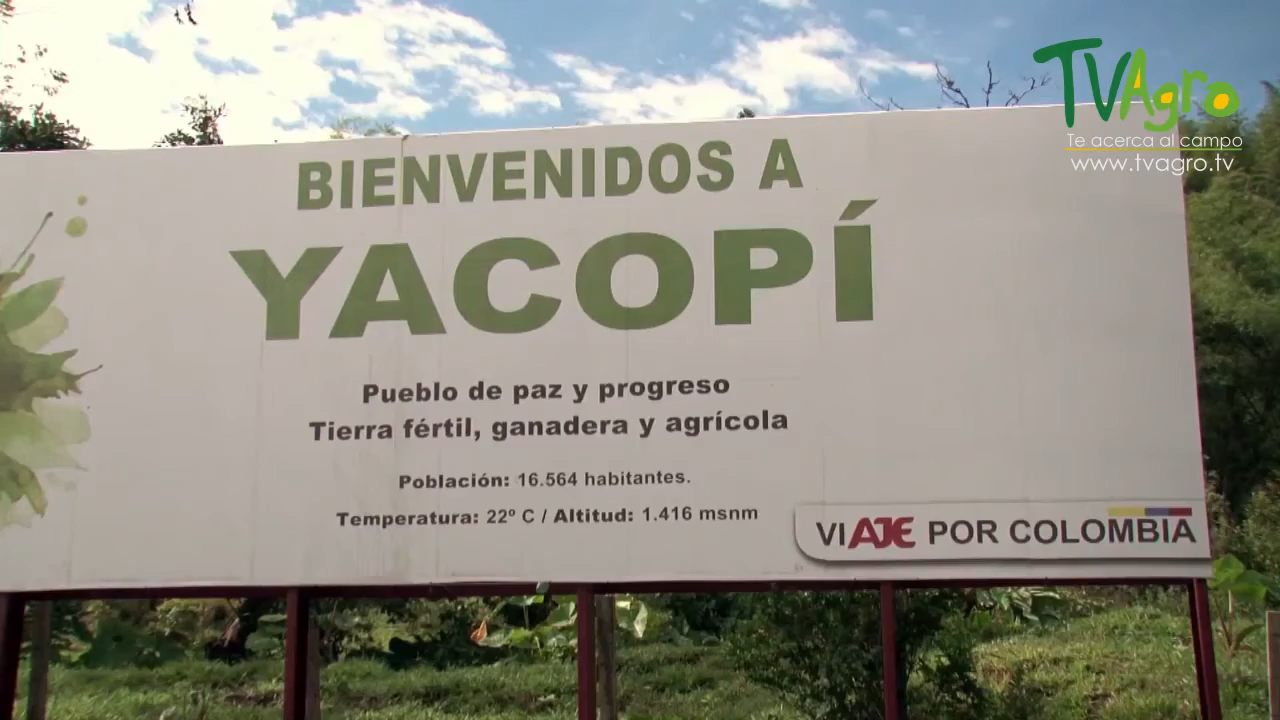 TVAgro
Te acerca al campo
www.tvagro.tv
BIENVENIDOS A
YACOPÍ
Pueblo de paz y progreso
Tierra fértil, ganadera y agrícola
Población: 16.564 habitantes.
Temperatura: 22º C / Altitud: 1.416 msnm
VIAJE POR COLOMBIA